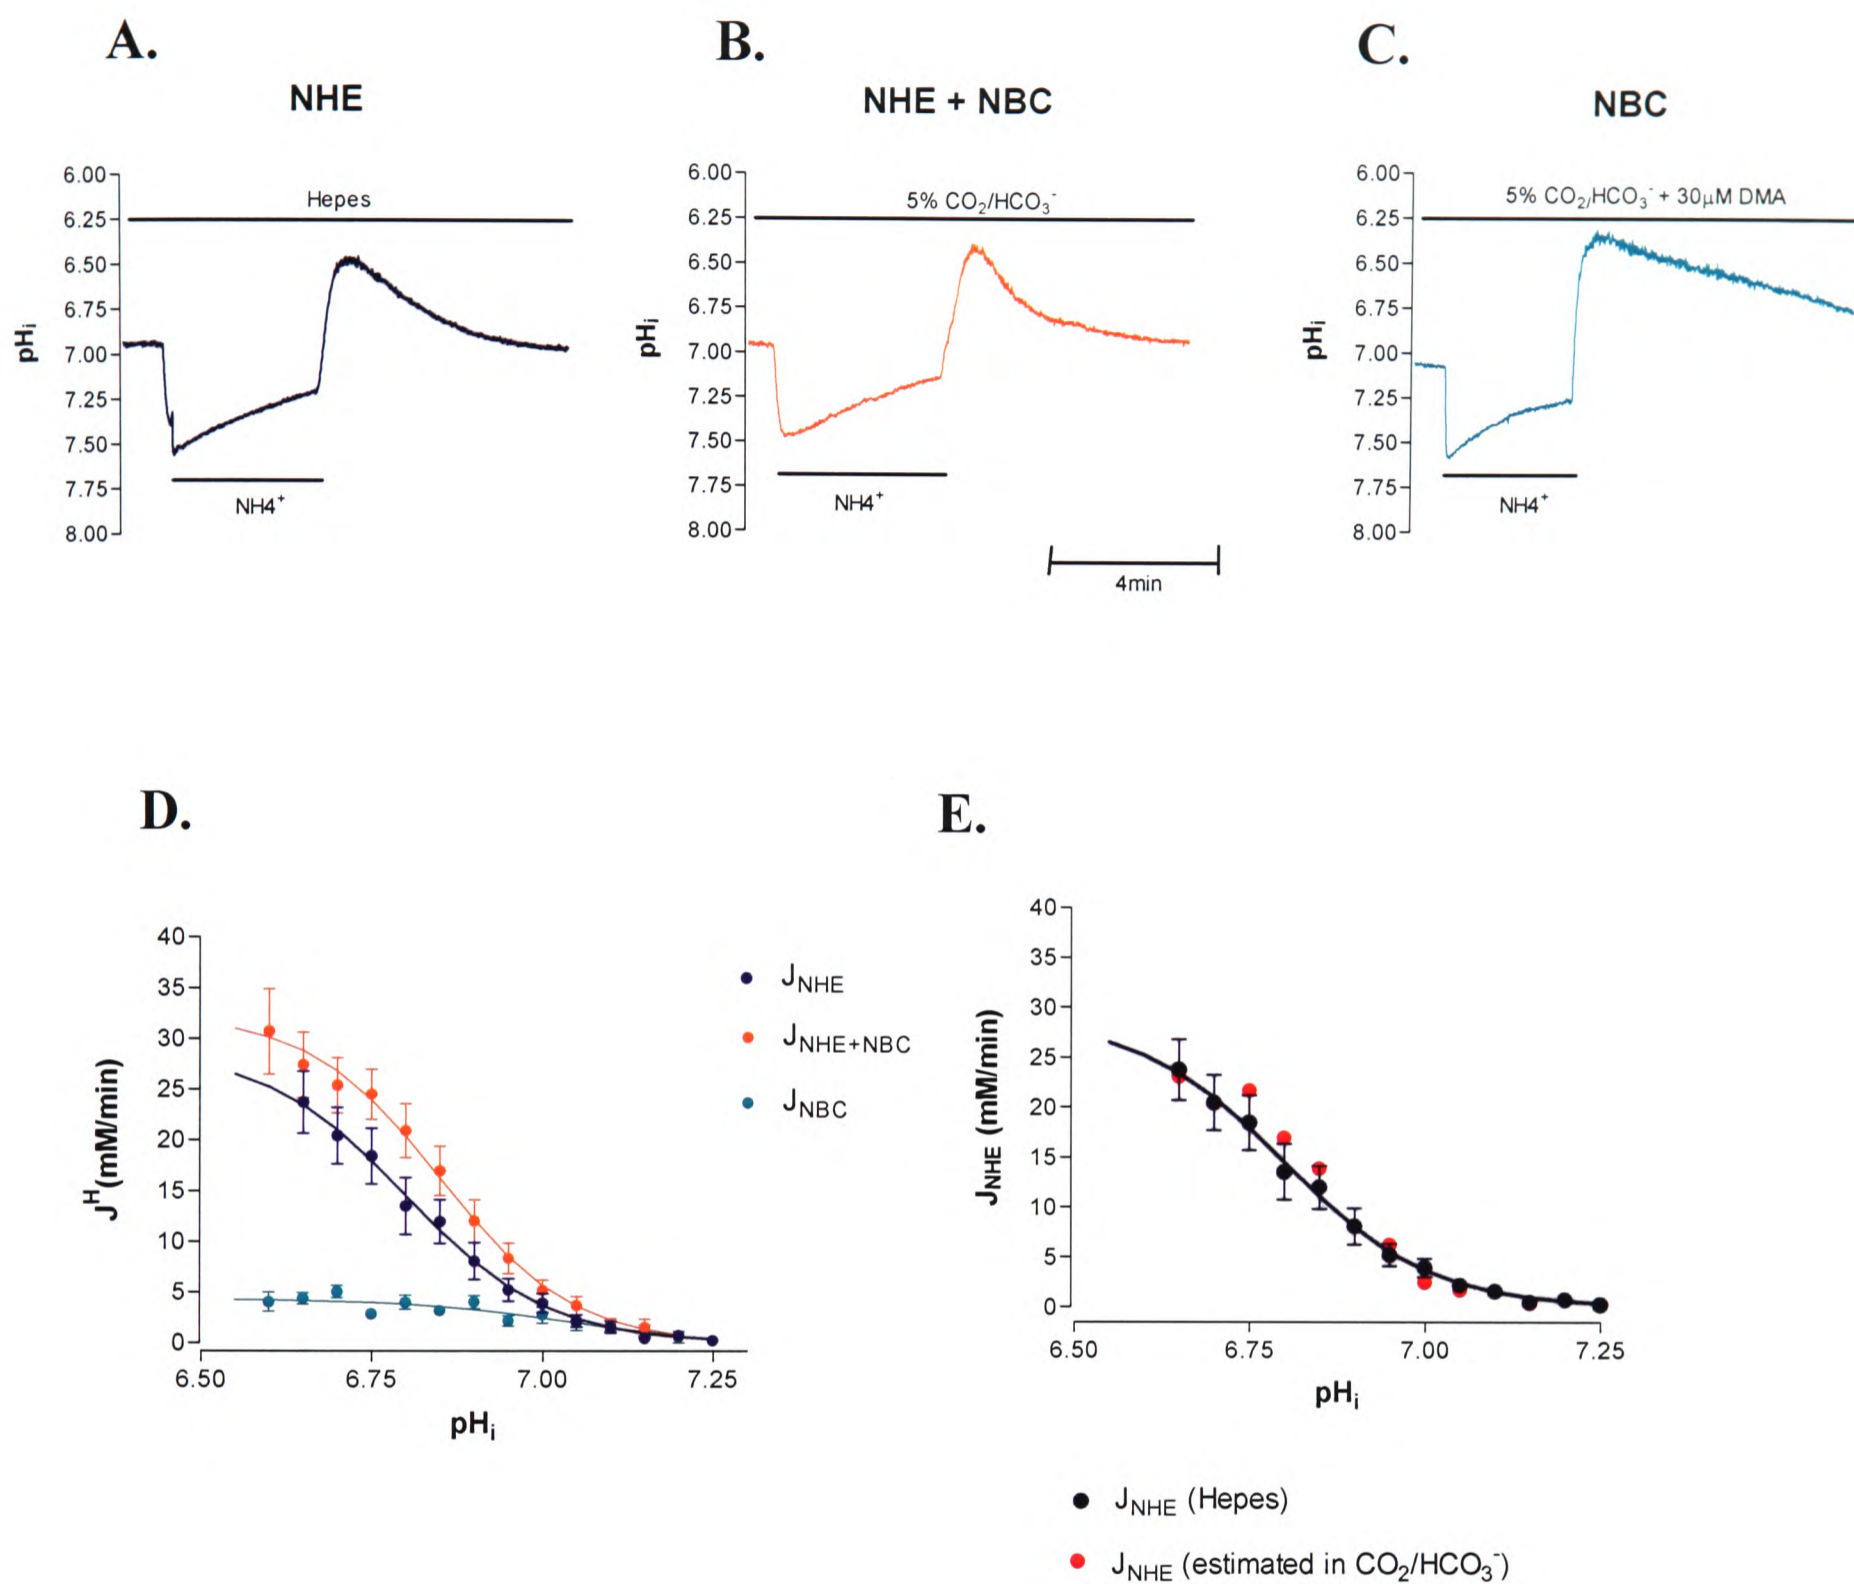 A.
NHE
6.00
6.25
6.50
6.75
7.00
7.25
7.50
7.75
8.00
pHi
Hepes
NH4+
B.
NHE + NBC
6.00
6.25
6.50
6.75
7.00
7.25
7.50
7.75
8.00
pHi
5% CO2/HCO3-
NH4+
4min
C.
NBC
6.00
6.25
6.50
6.75
7.00
7.25
7.50
7.75
8.00
pHi
5% CO2/HCO3- + 30µM DMA
NH4+
D.
40
35
30
25
20
15
10
5
0
JH (mM/min)
6.50 6.75 7.00 7.25
pHi
JNHE
JNHE+NBC
JNBC
E.
40
35
30
25
20
15
10
5
0
JNHE (mM/min)
6.50 6.75 7.00 7.25
pHi
JNHE (Hepes)
JNHE (estimated in CO2/HCO3-)